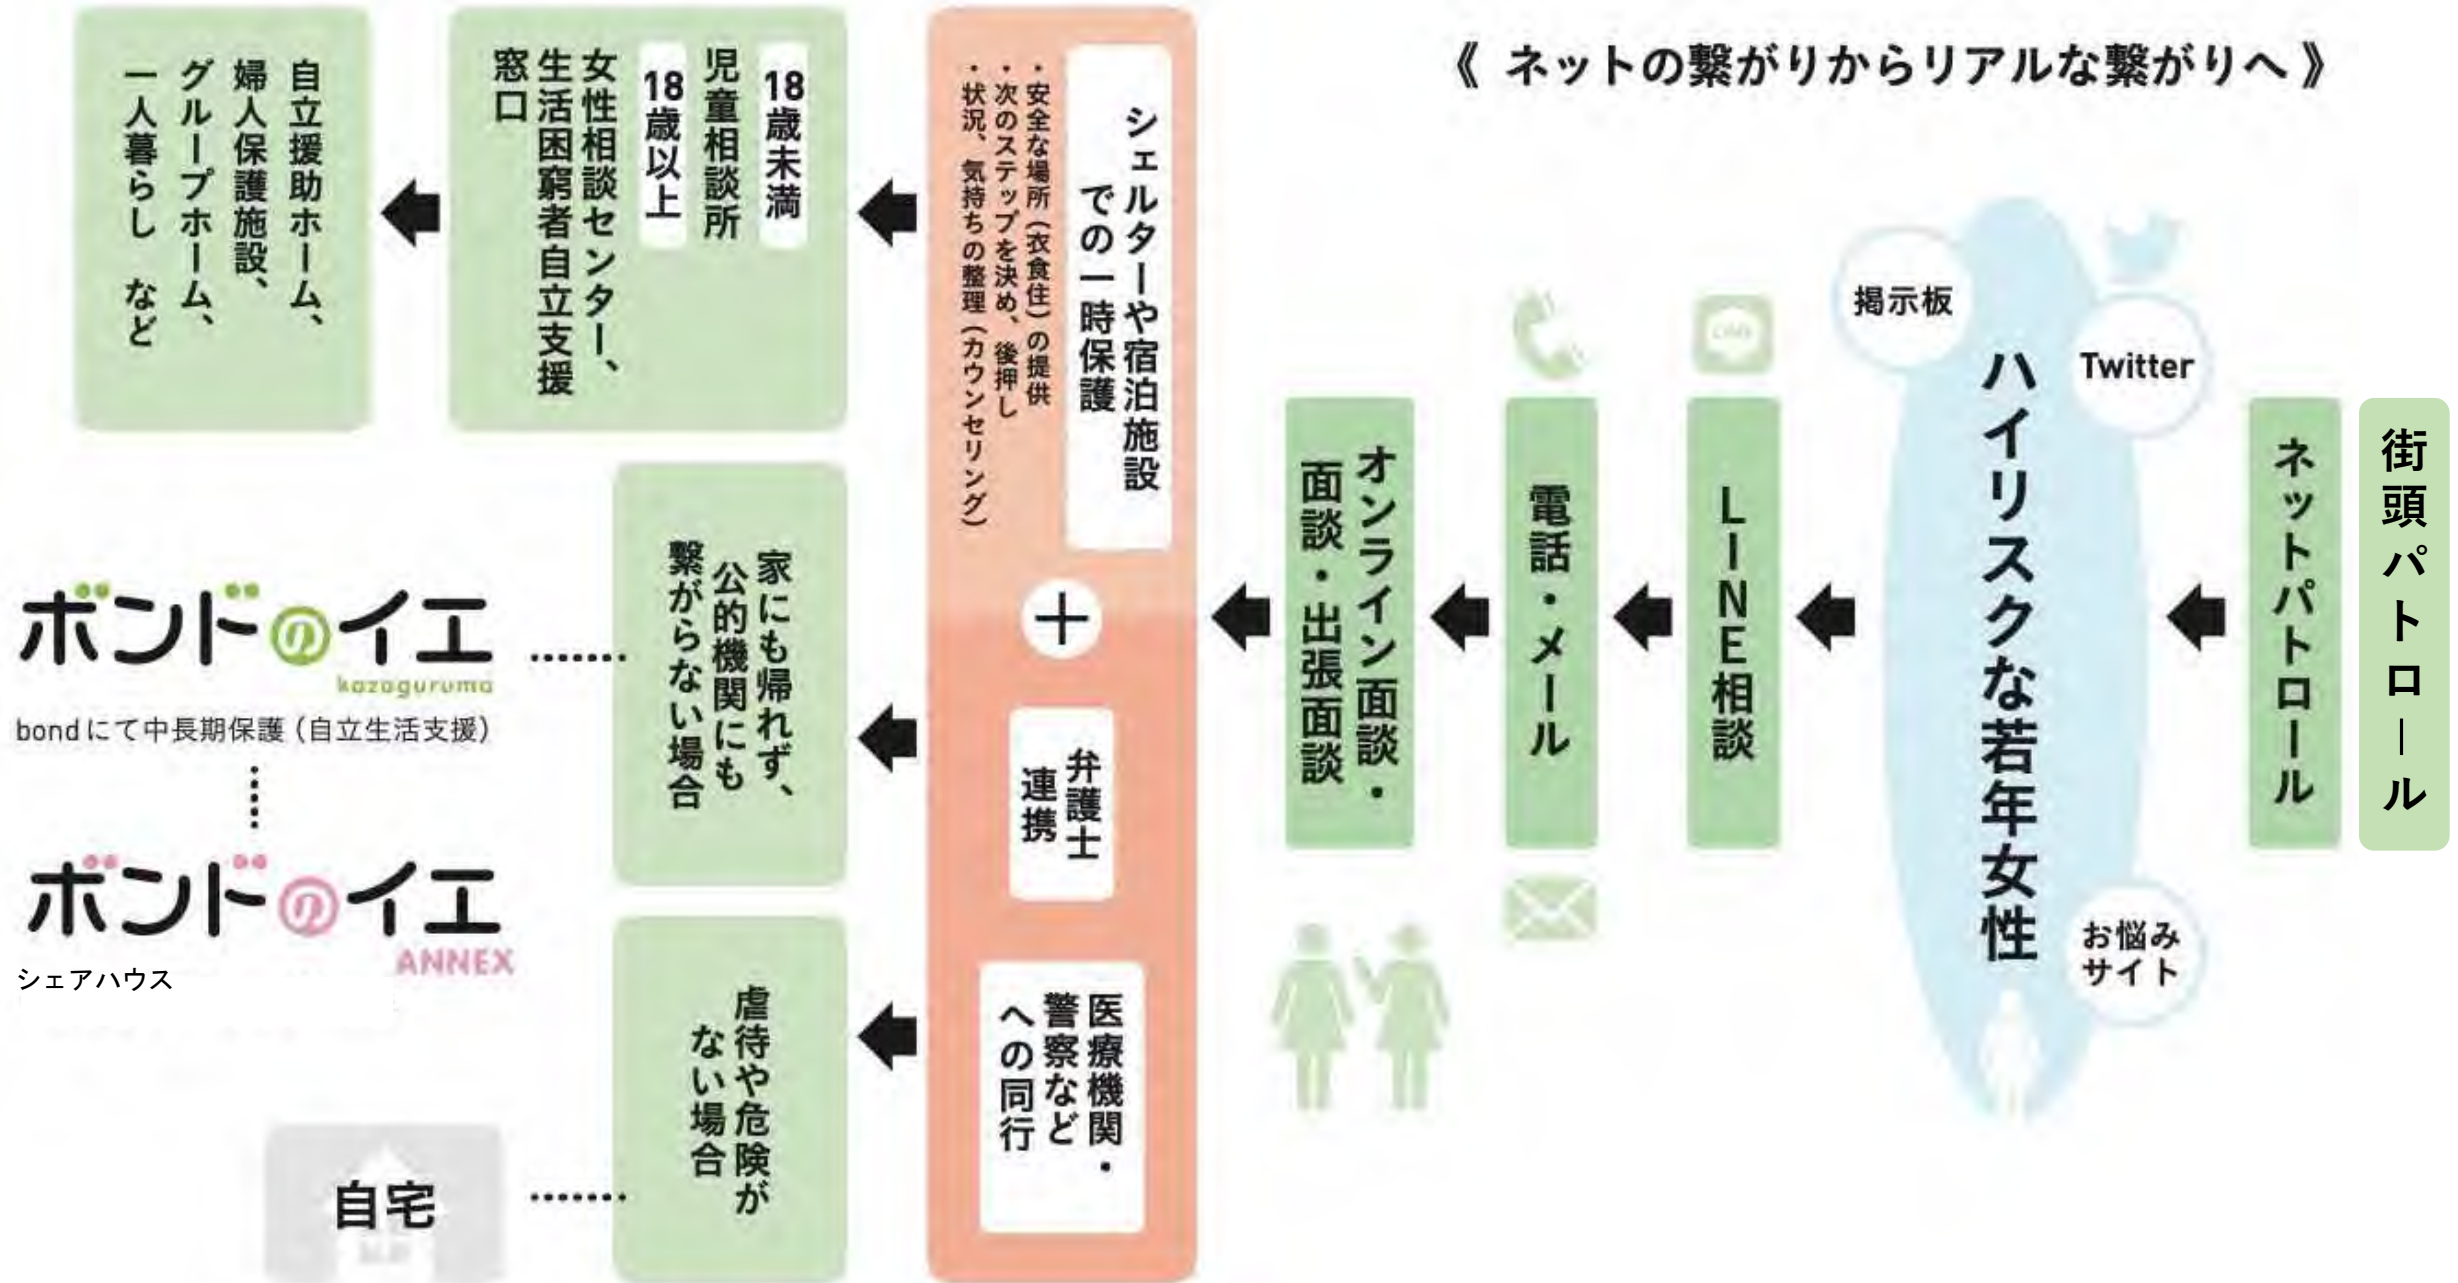 《 ネットの繋がりからリアルな繋がりへ 》
街頭パトロール
ネットパトロール
ハイリスクな若年女性
掲示板
Twitter
お悩み
サイト
LINE
LINE相談
電話・メール
オンライン面談・
面談・出張面談
シェルターや宿泊施設
での一時保護
・安全な場所（衣食住）の提供
・次のステップを決め、後押し
・状況、気持ちの整理（カウンセリング）
＋
弁護士
連携
医療機関・
警察など
への同行
18歳未満
児童相談所
18歳以上
女性相談センター、
生活困窮者自立支援
窓口
自立援助ホーム、
婦人保護施設、
グループホーム、
一人暮らし など
家にも帰れず、
公的機関にも
繋がらない場合
ボンドのイエ
kazaguruma
bondにて中長期保護（自立生活支援）
ボンドのイエ
ANNEX
シェアハウス
虐待や危険が
ない場合
自宅